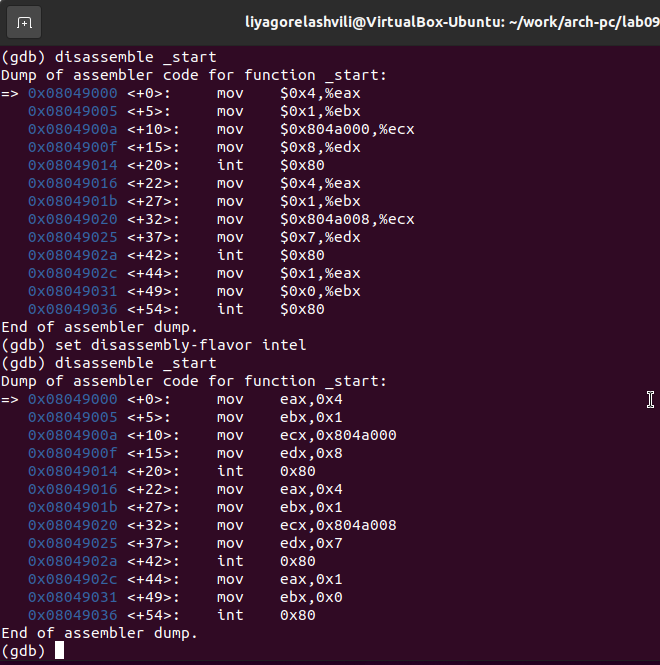 liyagorelashvili@VirtualBox-Ubuntu: ~/work/arch-pc/lab09
(gdb) disassemble _start
Dump of assembler code for function _start:
=> 0x08049000 <+0>:     mov    $0x4,%eax
   0x08049005 <+5>:     mov    $0x1,%ebx
   0x0804900a <+10>:    mov    $0x804a000,%ecx
   0x0804900f <+15>:    mov    $0x8,%edx
   0x08049014 <+20>:    int    $0x80
   0x08049016 <+22>:    mov    $0x4,%eax
   0x0804901b <+27>:    mov    $0x1,%ebx
   0x08049020 <+32>:    mov    $0x804a008,%ecx
   0x08049025 <+37>:    mov    $0x7,%edx
   0x0804902a <+42>:    int    $0x80
   0x0804902c <+44>:    mov    $0x1,%eax
   0x08049031 <+49>:    mov    $0x0,%ebx
   0x08049036 <+54>:    int    $0x80
End of assembler dump.
(gdb) set disassembly-flavor intel
(gdb) disassemble _start
Dump of assembler code for function _start:
=> 0x08049000 <+0>:     mov    eax,0x4
   0x08049005 <+5>:     mov    ebx,0x1
   0x0804900a <+10>:    mov    ecx,0x804a000
   0x0804900f <+15>:    mov    edx,0x8
   0x08049014 <+20>:    int    0x80
   0x08049016 <+22>:    mov    eax,0x4
   0x0804901b <+27>:    mov    ebx,0x1
   0x08049020 <+32>:    mov    ecx,0x804a008
   0x08049025 <+37>:    mov    edx,0x7
   0x0804902a <+42>:    int    0x80
   0x0804902c <+44>:    mov    eax,0x1
   0x08049031 <+49>:    mov    ebx,0x0
   0x08049036 <+54>:    int    0x80
End of assembler dump.
(gdb)